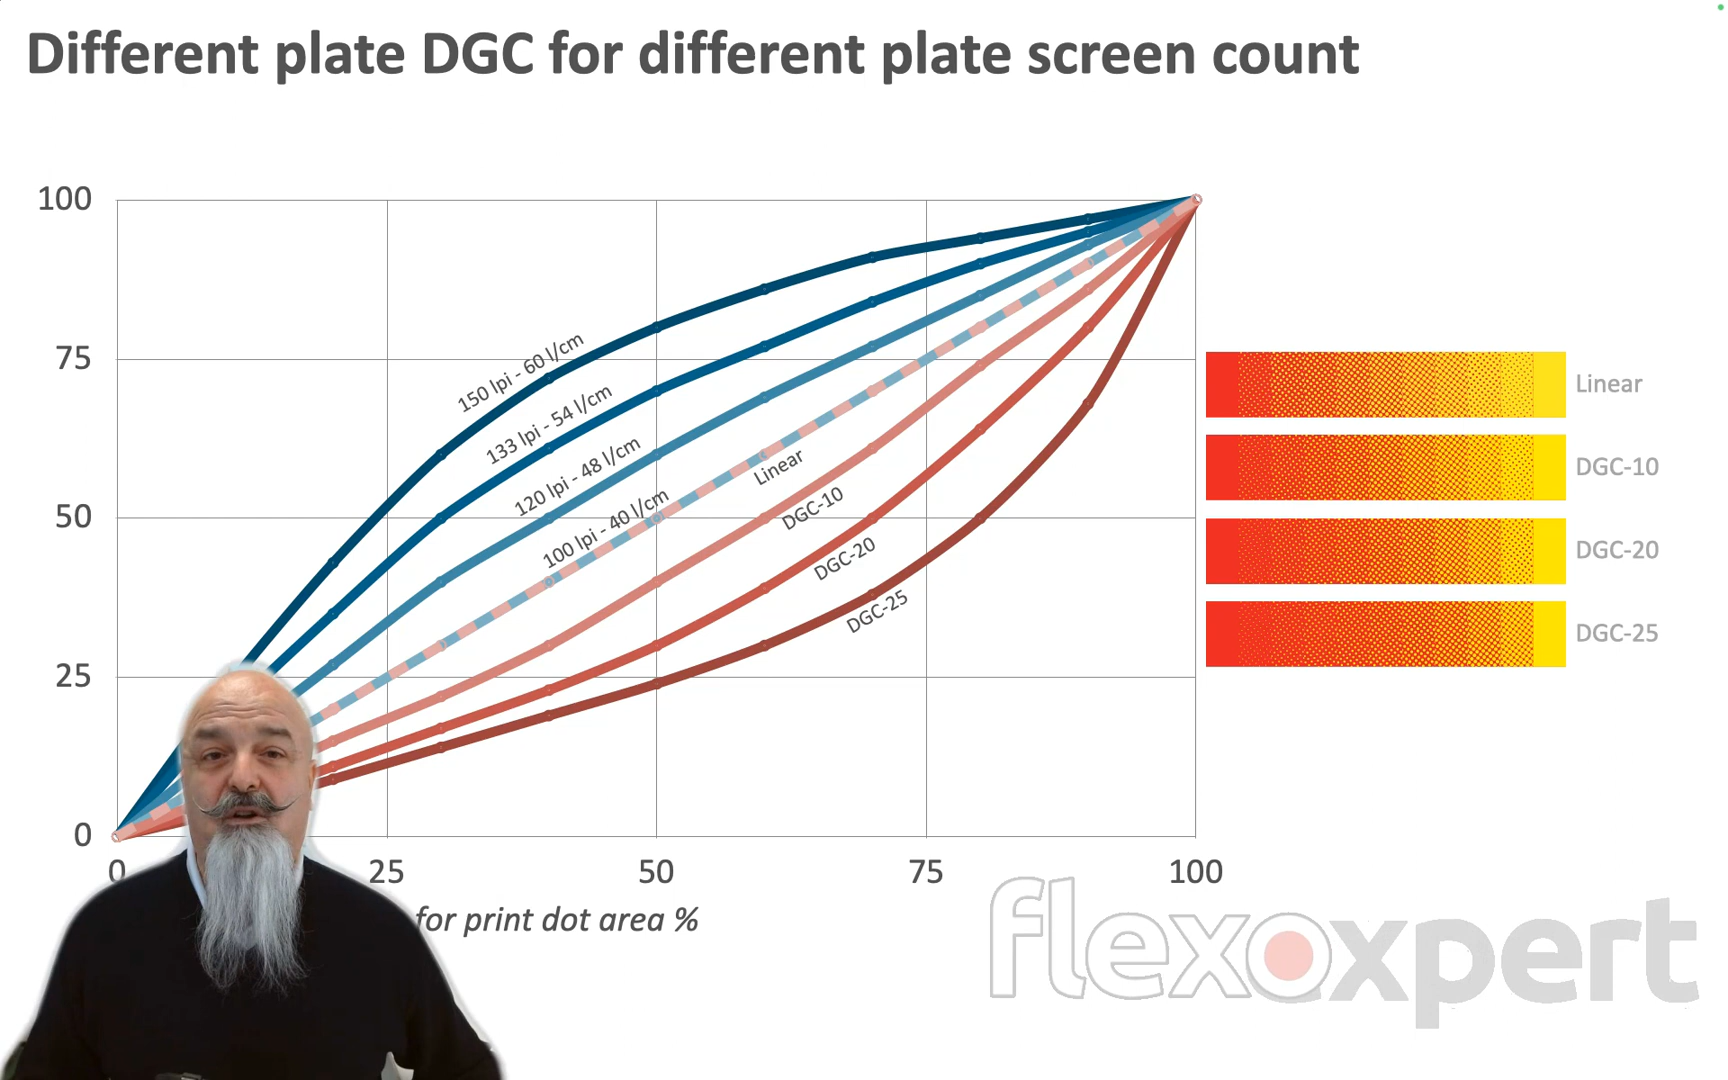 Different plate DGC for different plate screen count
100
75
50
25
0
0
25
50
75
100
150 lpi - 60 l/cm
133 lpi - 54 l/cm
120 lpi - 48 l/cm
100 lpi - 40 l/cm
Linear
DGC-10
DGC-20
DGC-25
for print dot area %
Linear
DGC-10
DGC-20
DGC-25
flexoxpert